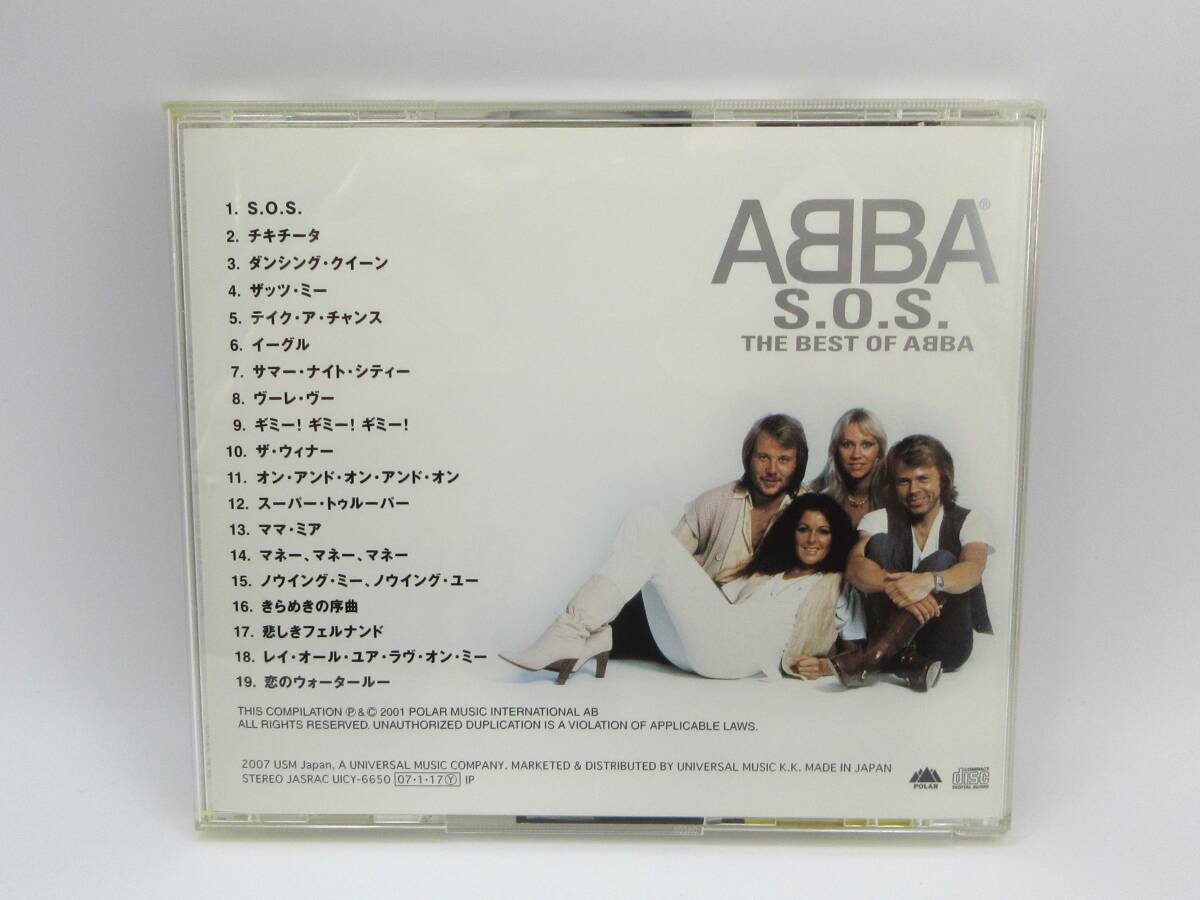 1. S.O.S.
2. チキチータ
3. ダンシング・クイーン
4. ザッツ・ミー
5. テイク・ア・チャンス
6. イーグル
7. サマー・ナイト・シティー
8. ヴーレ・ヴー
9. ギミー! ギミー! ギミー!
10. ザ・ウィナー
11. オン・アンド・オン・アンド・オン
12. スーパー・トゥルーパー
13. ママ・ミア
14. マネー、マネー、マネー
15. ノウイング・ミー、ノウイング・ユー
16. きらめきの序曲
17. 悲しきフェルナンド
18. レイ・オール・ユア・ラヴ・オン・ミー
19. 恋のウォータールー
ABBA®
S.O.S.
THE BEST OF ABBA
THIS COMPILATION Ⓟ&© 2001 POLAR MUSIC INTERNATIONAL AB
ALL RIGHTS RESERVED. UNAUTHORIZED DUPLICATION IS A VIOLATION OF APPLICABLE LAWS.
2007 USM Japan, A UNIVERSAL MUSIC COMPANY. MARKETED & DISTRIBUTED BY UNIVERSAL MUSIC K.K. MADE IN JAPAN
STEREO JASRAC UICY-6650 07・1・17 Ⓨ IP
POLAR
COMPACT
disc
DIGITAL AUDIO